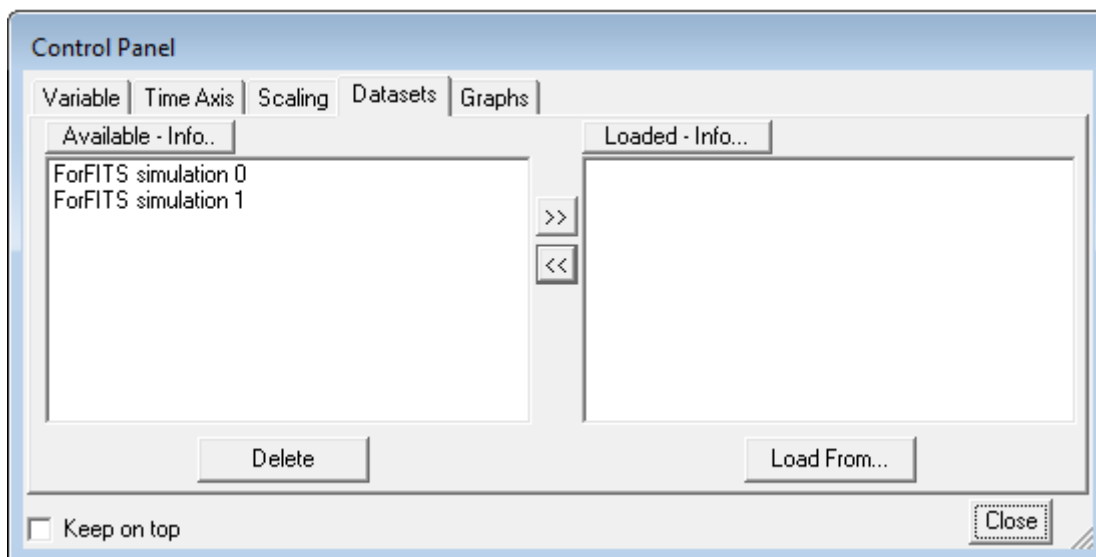 Control Panel
Variable Time Axis Scaling Datasets Graphs
Available - Info.. Loaded - Info...
ForFITS simulation 0
ForFITS simulation 1
>>
<<
Delete Load From...
Keep on top Close